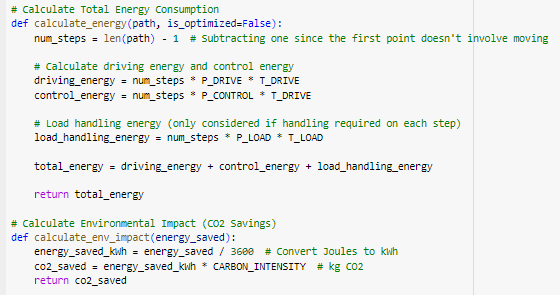 # Calculate Total Energy Consumption
def calculate_energy(path, is_optimized=False):
    num_steps = len(path) - 1  # Subtracting one since the first point doesn't involve moving

    # Calculate driving energy and control energy
    driving_energy = num_steps * P_DRIVE * T_DRIVE
    control_energy = num_steps * P_CONTROL * T_DRIVE

    # Load handling energy (only considered if handling required on each step)
    load_handling_energy = num_steps * P_LOAD * T_LOAD

    total_energy = driving_energy + control_energy + load_handling_energy

    return total_energy

# Calculate Environmental Impact (CO2 Savings)
def calculate_env_impact(energy_saved):
    energy_saved_kWh = energy_saved / 3600  # Convert Joules to kWh
    co2_saved = energy_saved_kWh * CARBON_INTENSITY  # kg CO2
    return co2_saved